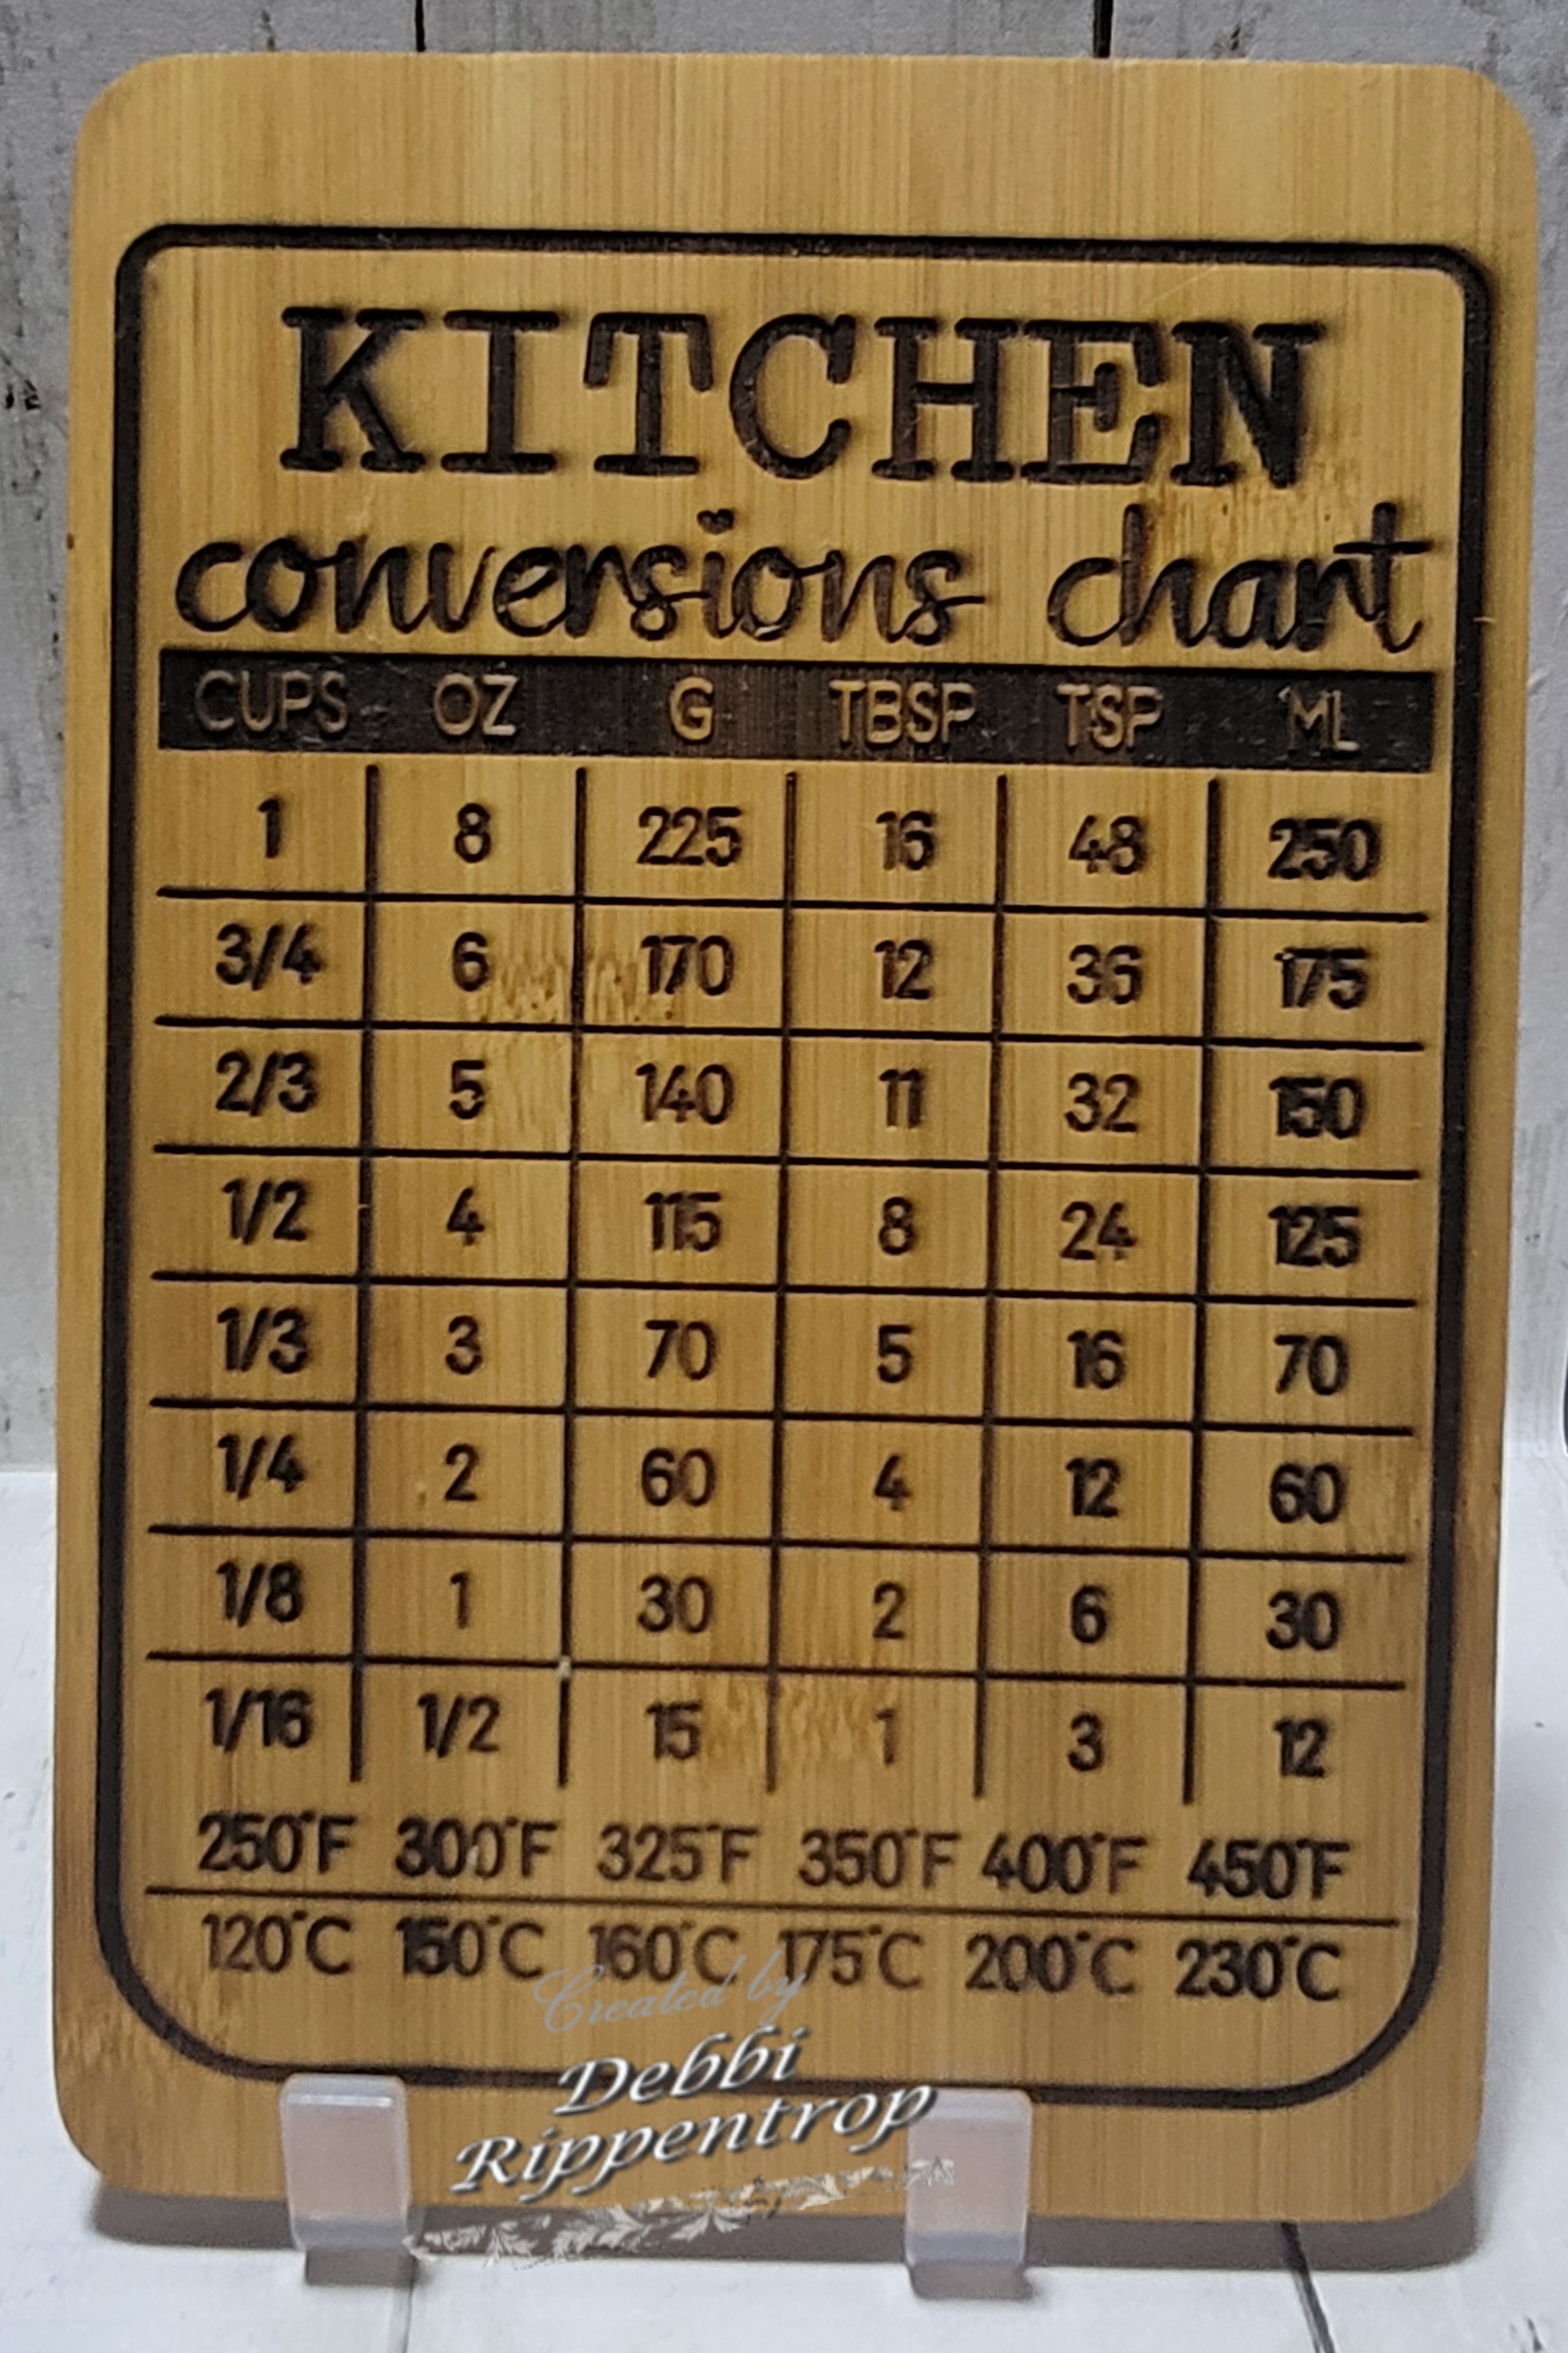 KITCHEN
conversions chart
CUPS OZ G TBSP TSP ML
1 8 225 16 48 250
3/4 6 170 12 36 175
2/3 5 140 11 32 150
1/2 4 115 8 24 125
1/3 3 70 5 16 70
1/4 2 60 4 12 60
1/8 1 30 2 6 30
1/16 1/2 15 1 3 12
250°F 300°F 325°F 350°F 400°F 450°F
120°C 150°C 160°C 175°C 200°C 230°C
Created by
Debbi
Rippentrop